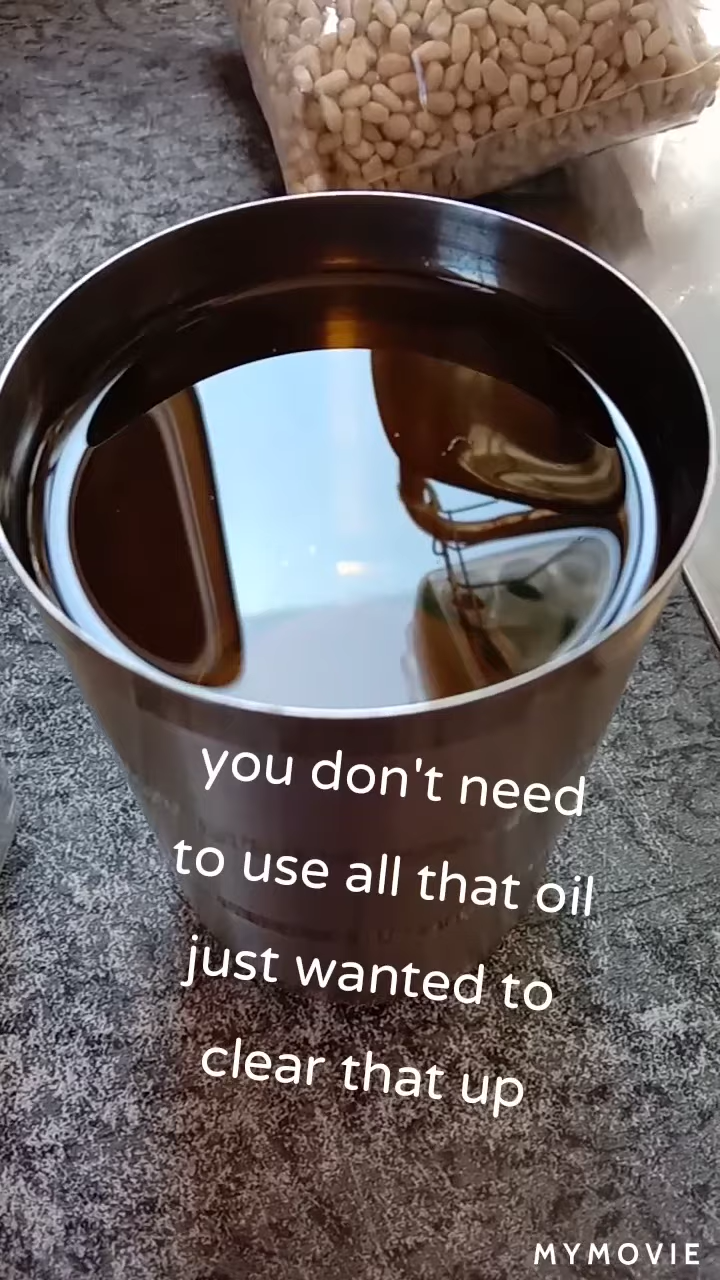 you don't need
to use all that oil
just wanted to
clear that up
MYMOVIE